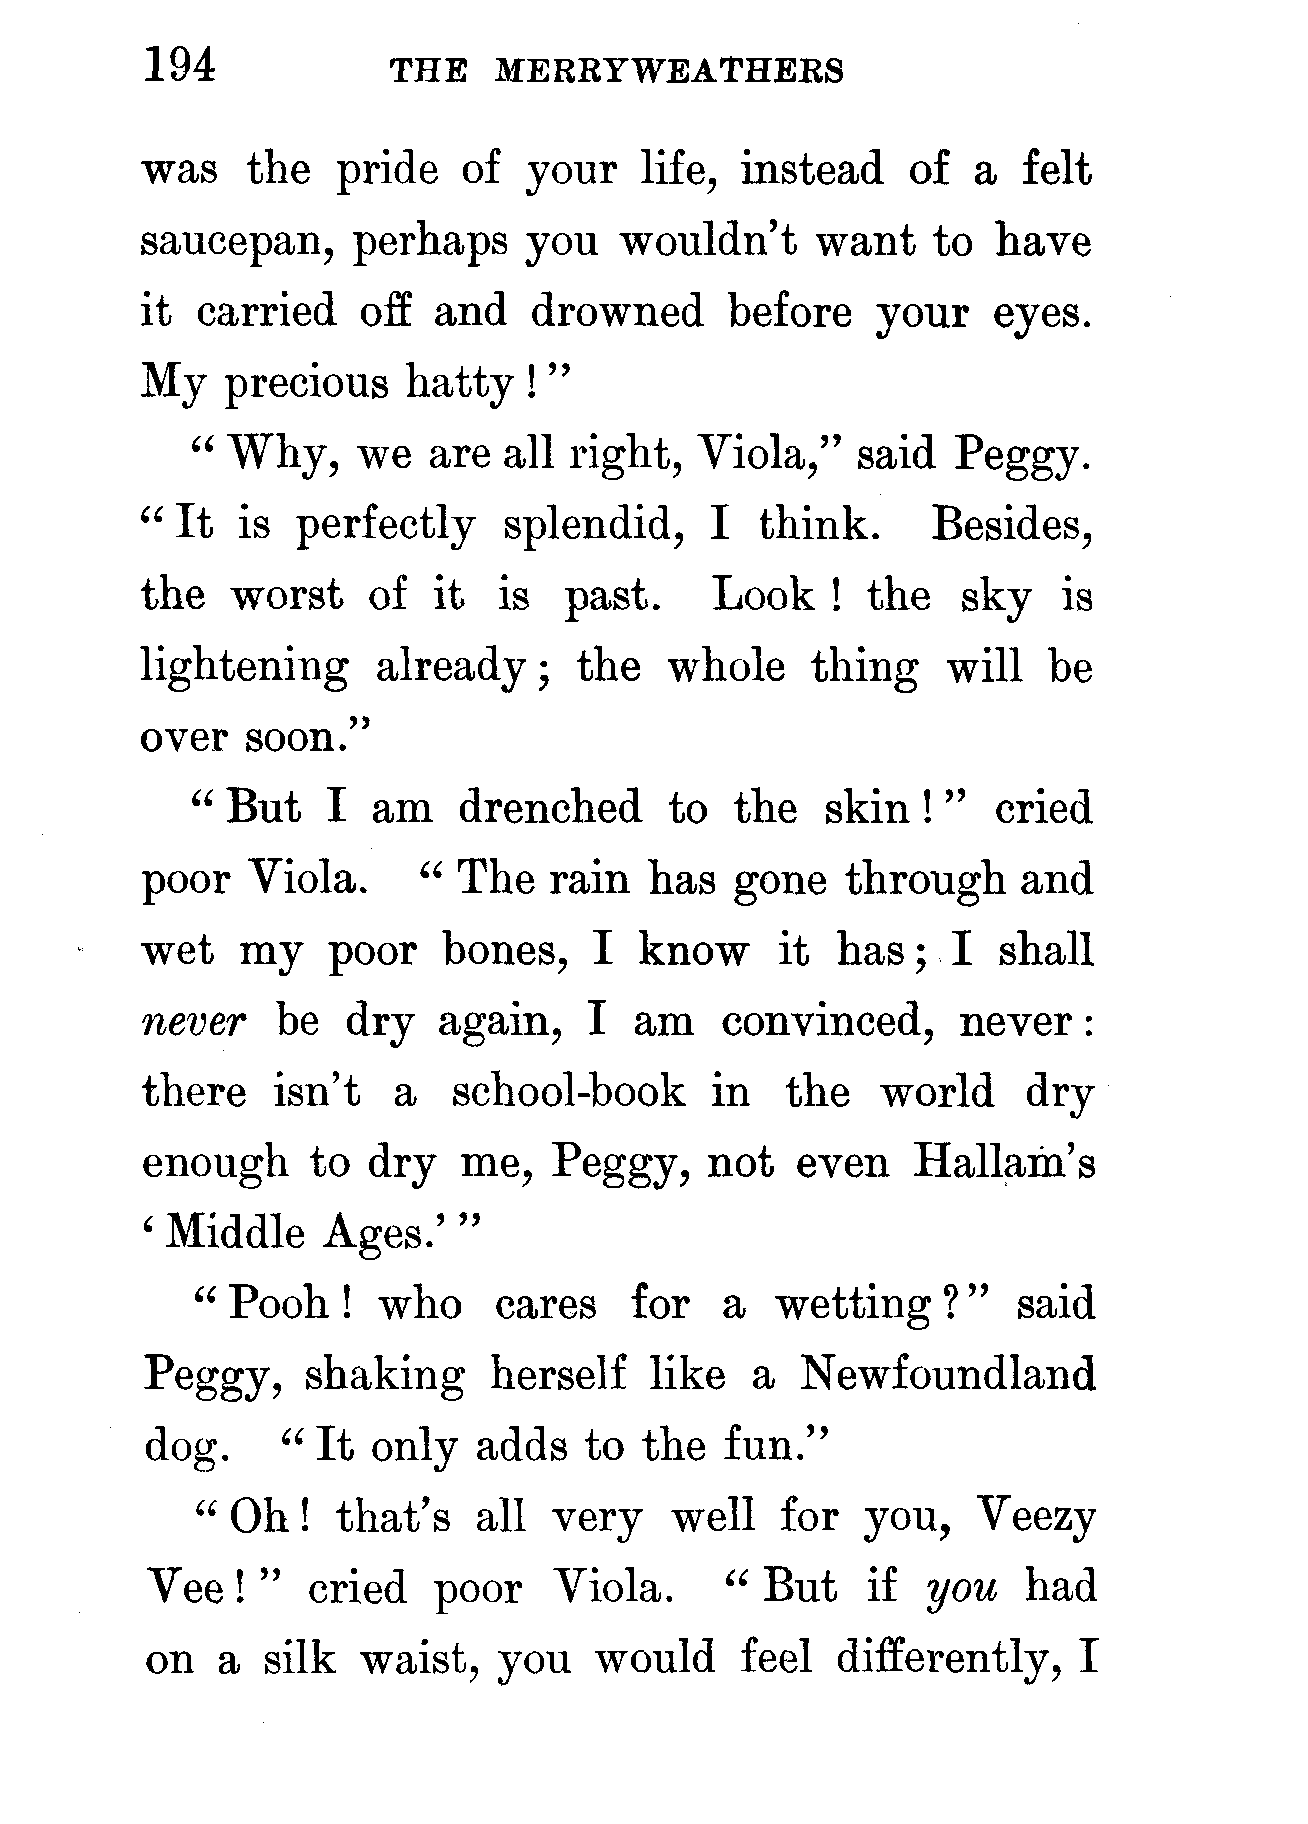 194 THE MERRYWEATHERS
was the pride of your life, instead of a felt
saucepan, perhaps you wouldn't want to have
it carried off and drowned before your eyes.
My precious hatty ! ”
“ Why, we are all right, Viola,” said Peggy.
“ It is perfectly splendid, I think. Besides,
the worst of it is past. Look ! the sky is
lightening already ; the whole thing will be
over soon.”
“ But I am drenched to the skin ! ” cried
poor Viola. “ The rain has gone through and
wet my poor bones, I know it has ; I shall
never be dry again, I am convinced, never :
there isn't a school-book in the world dry
enough to dry me, Peggy, not even Hallam's
‘ Middle Ages.’ ”
“ Pooh ! who cares for a wetting ? ” said
Peggy, shaking herself like a Newfoundland
dog. “ It only adds to the fun.”
“ Oh ! that's all very well for you, Veezy
Vee ! ” cried poor Viola. “ But if you had
on a silk waist, you would feel differently, I